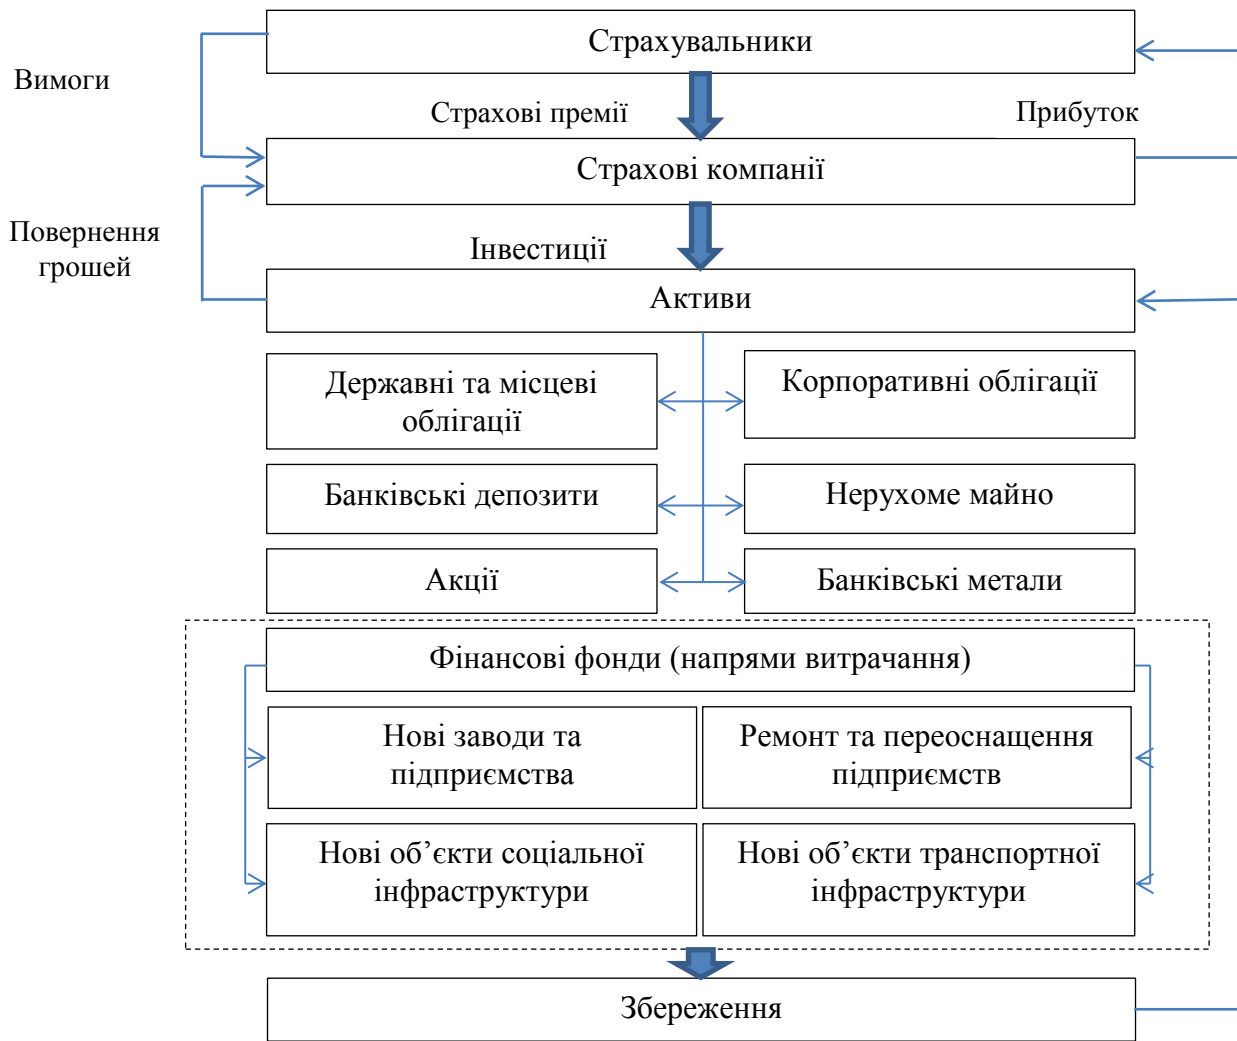 Страхувальники
Вимоги
Страхові премії
Прибуток
Страхові компанії
Повернення
грошей
Інвестиції
Активи
Державні та місцеві
облігації
Корпоративні облігації
Банківські депозити
Нерухоме майно
Акції
Банківські метали
Фінансові фонди (напрями витрачання)
Нові заводи та
підприємства
Ремонт та переоснащення
підприємств
Нові об’єкти соціальної
інфраструктури
Нові об’єкти транспортної
інфраструктури
Збереження